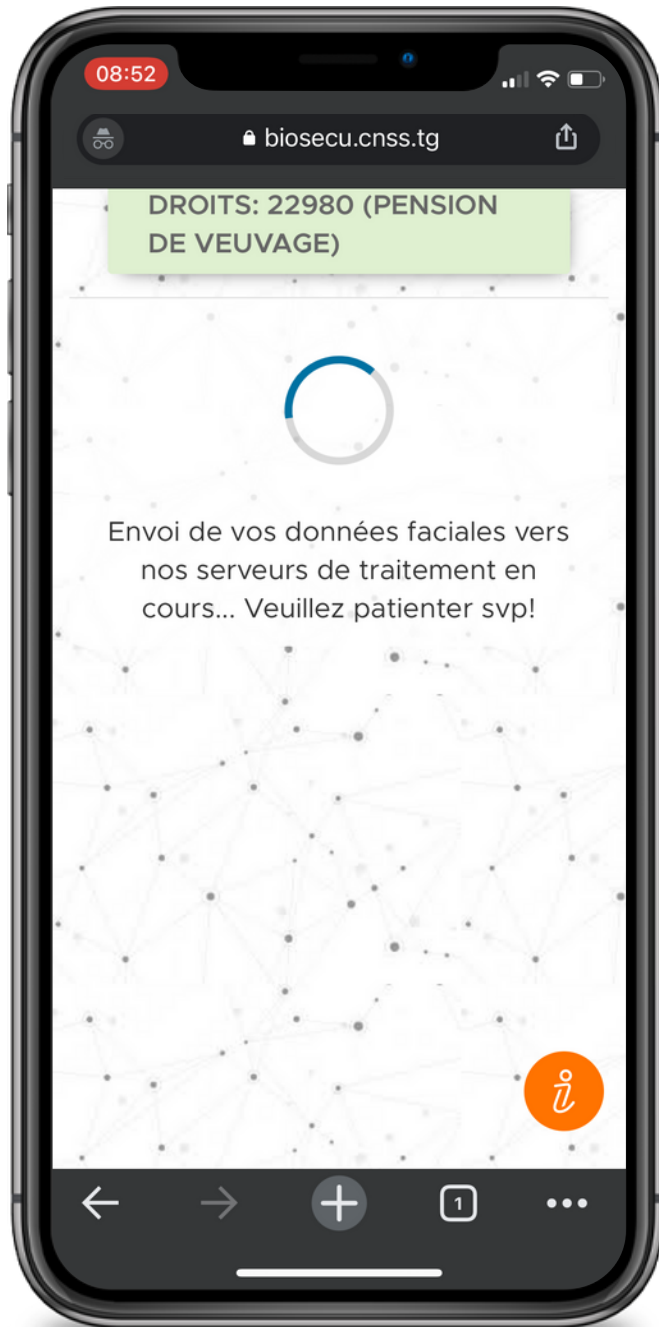 08:52
biosecu.cnss.tg
DROITS: 22980 (PENSION
DE VEUVAGE)
Envoi de vos données faciales vers
nos serveurs de traitement en
cours... Veuillez patienter svp!
i
1